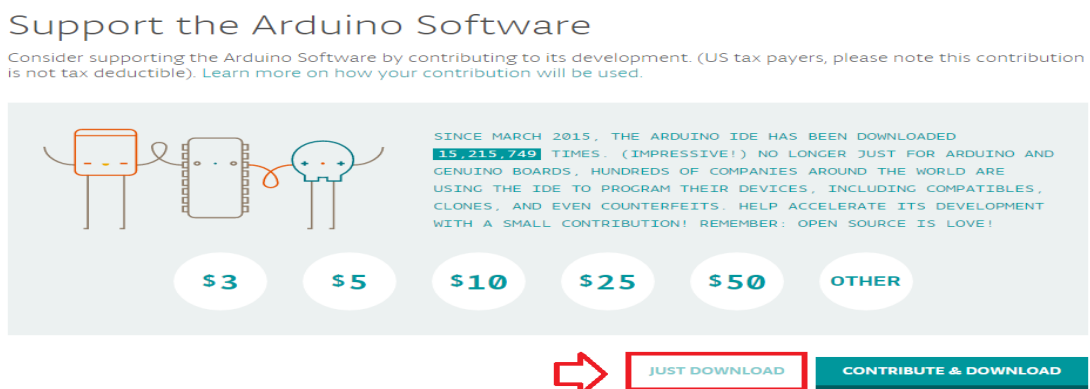 Support the Arduino Software
Consider supporting the Arduino Software by contributing to its development. (US tax payers, please note this contribution
is not tax deductible). Learn more on how your contribution will be used.
SINCE MARCH 2015, THE ARDUINO IDE HAS BEEN DOWNLOADED
15,215,749 TIMES. (IMPRESSIVE!) NO LONGER JUST FOR ARDUINO AND
GENUINO BOARDS, HUNDREDS OF COMPANIES AROUND THE WORLD ARE
USING THE IDE TO PROGRAM THEIR DEVICES, INCLUDING COMPATIBLES,
CLONES, AND EVEN COUNTERFEITS. HELP ACCELERATE ITS DEVELOPMENT
WITH A SMALL CONTRIBUTION! REMEMBER: OPEN SOURCE IS LOVE!
$3 $5 $10 $25 $50 OTHER
JUST DOWNLOAD CONTRIBUTE & DOWNLOAD